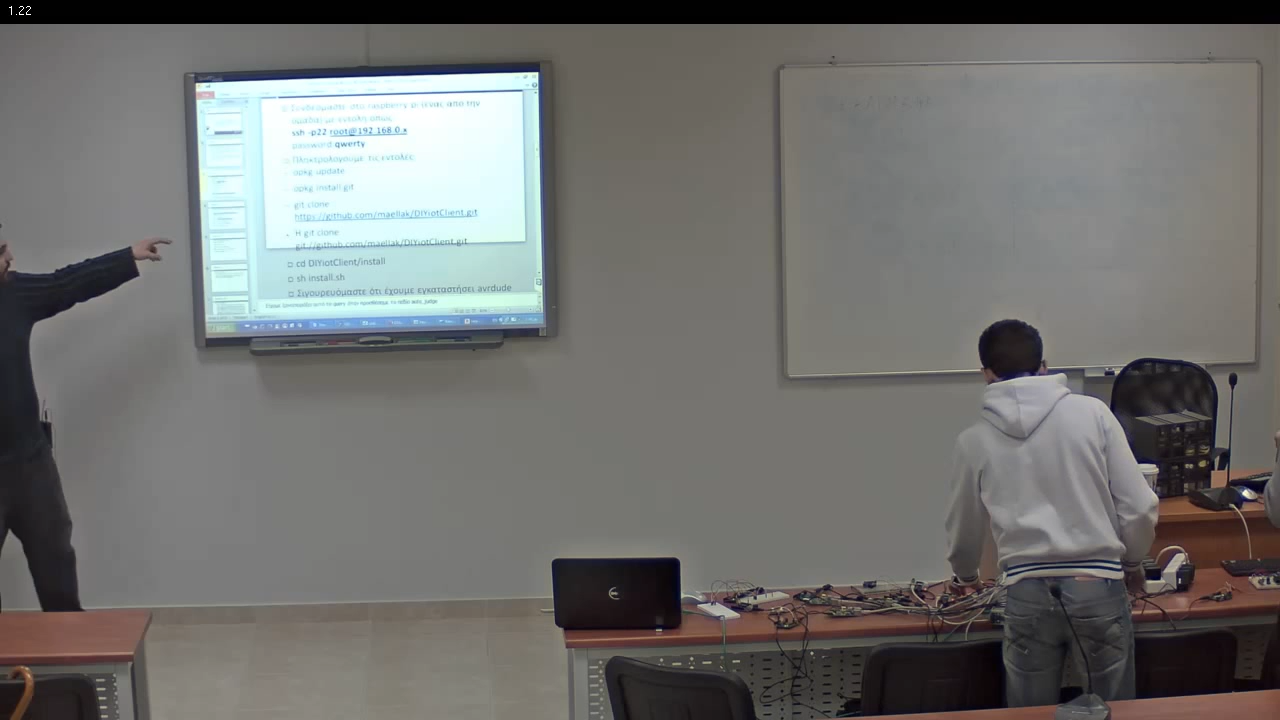 1.22
Συνδεόμαστε στο raspberry pi (ένας από την
ομάδα) με εντολή όπως
ssh -p22 root@192.168.0.*
password qwerty
Πληκτρολογούμε τις εντολές
opkg update
opkg install git
git clone
https://github.com/maellak/DIYiotClient.git
Η git clone
git://github.com/maellak/DIYiotClient.git
cd DIYiotClient/install
sh install.sh
Σιγουρευόμαστε ότι έχουμε εγκαταστήσει avrdude